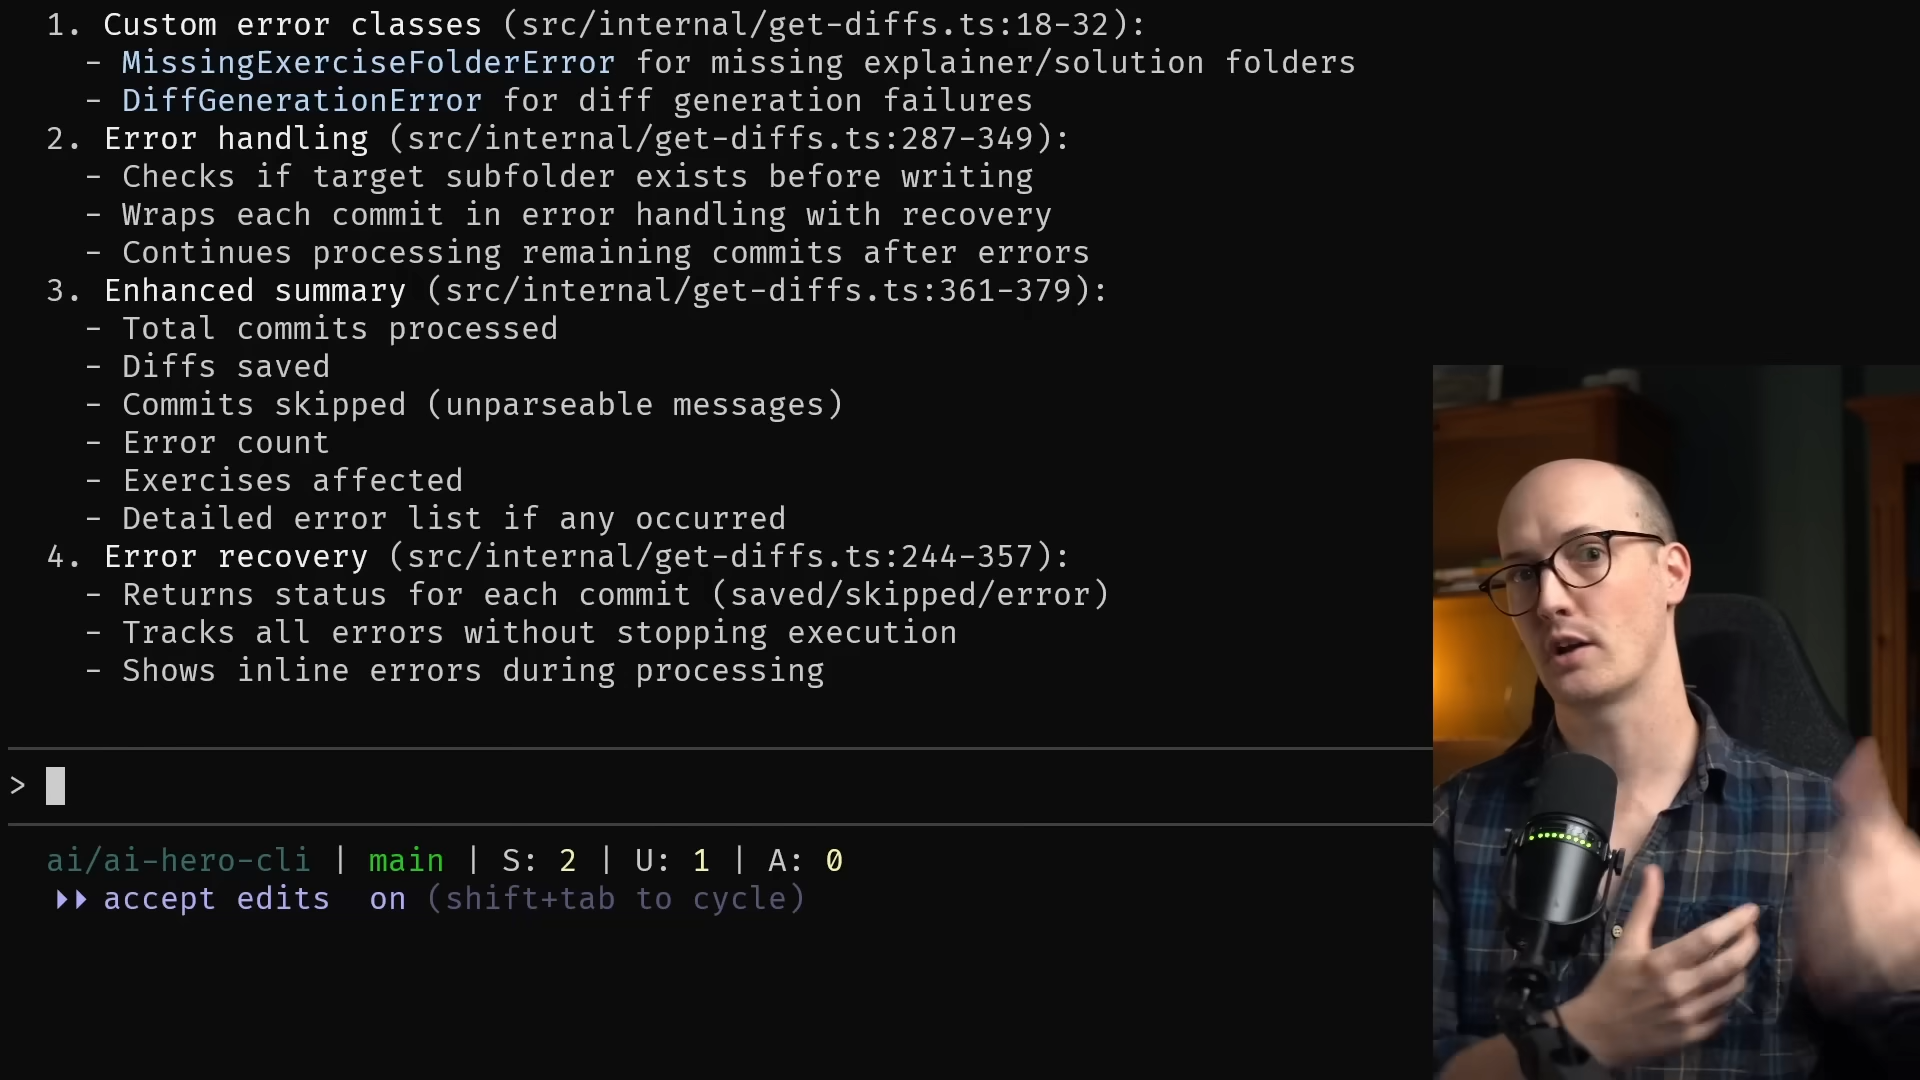 1. Custom error classes (src/internal/get-diffs.ts:18-32):
- MissingExerciseFolderError for missing explainer/solution folders
- DiffGenerationError for diff generation failures
2. Error handling (src/internal/get-diffs.ts:287-349):
- Checks if target subfolder exists before writing
- Wraps each commit in error handling with recovery
- Continues processing remaining commits after errors
3. Enhanced summary (src/internal/get-diffs.ts:361-379):
- Total commits processed
- Diffs saved
- Commits skipped (unparseable messages)
- Error count
- Exercises affected
- Detailed error list if any occurred
4. Error recovery (src/internal/get-diffs.ts:244-357):
- Returns status for each commit (saved/skipped/error)
- Tracks all errors without stopping execution
- Shows inline errors during processing
>
ai/ai-hero-cli | main | S: 2 | U: 1 | A: 0
⏵⏵ accept edits on (shift+tab to cycle)